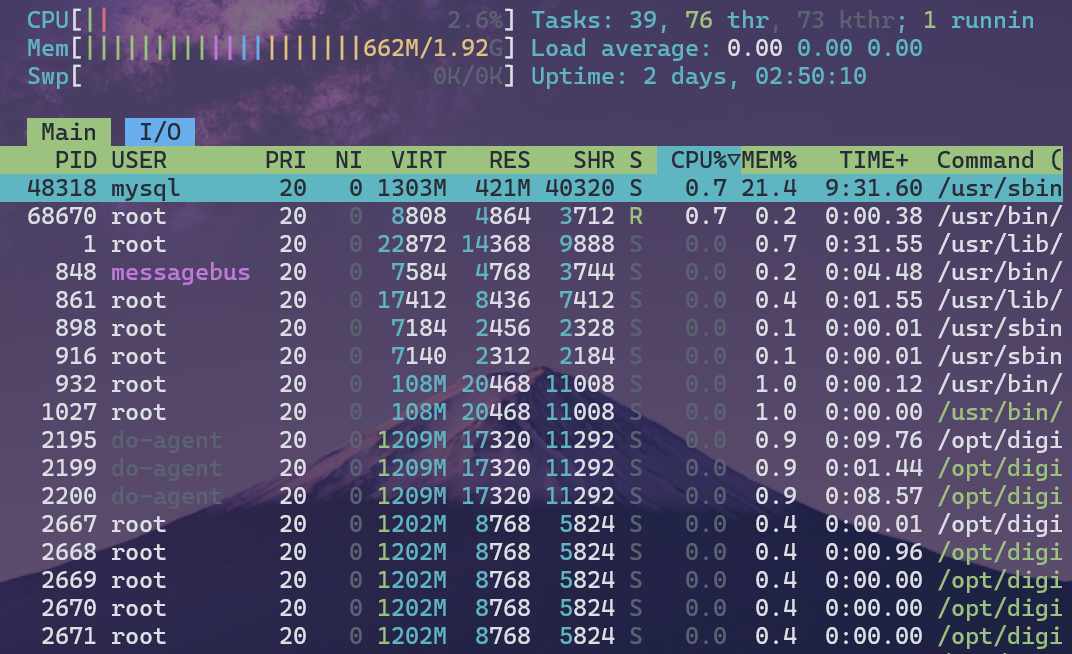 CPU[|| 2.6%] Tasks: 39, 76 thr, 73 kthr; 1 runnin
Mem[||||||||||||||||||||662M/1.92G] Load average: 0.00 0.00 0.00
Swp[ 0K/0K] Uptime: 2 days, 02:50:10
Main I/O
PID USER PRI NI VIRT RES SHR S CPU%▽MEM% TIME+ Command (
48318 mysql 20 0 1303M 421M 40320 S 0.7 21.4 9:31.60 /usr/sbin
68670 root 20 0 8808 4864 3712 R 0.7 0.2 0:00.38 /usr/bin/
1 root 20 0 22872 14368 9888 S 0.0 0.7 0:31.55 /usr/lib/
848 messagebus 20 0 7584 4768 3744 S 0.0 0.2 0:04.48 /usr/bin/
861 root 20 0 17412 8436 7412 S 0.0 0.4 0:01.55 /usr/lib/
898 root 20 0 7184 2456 2328 S 0.0 0.1 0:00.01 /usr/sbin
916 root 20 0 7140 2312 2184 S 0.0 0.1 0:00.01 /usr/sbin
932 root 20 0 108M 20468 11008 S 0.0 1.0 0:00.12 /usr/bin/
1027 root 20 0 108M 20468 11008 S 0.0 1.0 0:00.00 /usr/bin/
2195 do-agent 20 0 1209M 17320 11292 S 0.0 0.9 0:09.76 /opt/digi
2199 do-agent 20 0 1209M 17320 11292 S 0.0 0.9 0:01.44 /opt/digi
2200 do-agent 20 0 1209M 17320 11292 S 0.0 0.9 0:08.57 /opt/digi
2667 root 20 0 1202M 8768 5824 S 0.0 0.4 0:00.01 /opt/digi
2668 root 20 0 1202M 8768 5824 S 0.0 0.4 0:00.96 /opt/digi
2669 root 20 0 1202M 8768 5824 S 0.0 0.4 0:00.00 /opt/digi
2670 root 20 0 1202M 8768 5824 S 0.0 0.4 0:00.00 /opt/digi
2671 root 20 0 1202M 8768 5824 S 0.0 0.4 0:00.00 /opt/digi